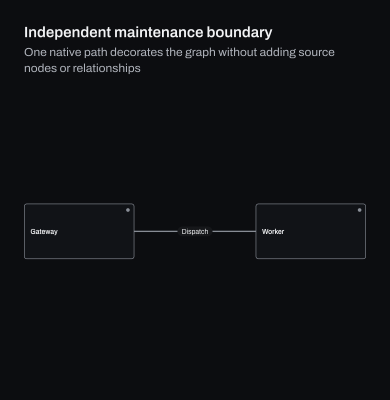 Independent maintenance boundary
One native path decorates the graph without adding source
nodes or relationships
Gateway
Dispatch
Worker